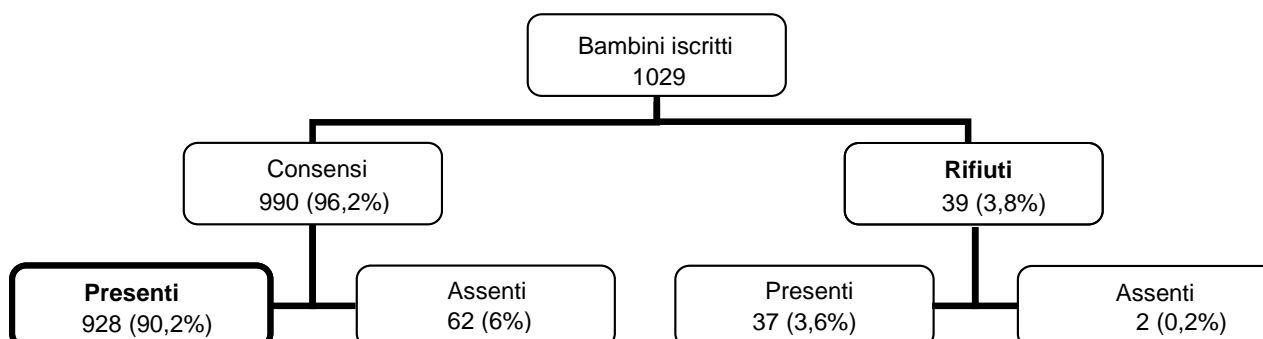 Bambini iscritti
1029
Consensi
990 (96,2%)
Rifiuti
39 (3,8%)
Presenti
928 (90,2%)
Assenti
62 (6%)
Presenti
37 (3,6%)
Assenti
2 (0,2%)